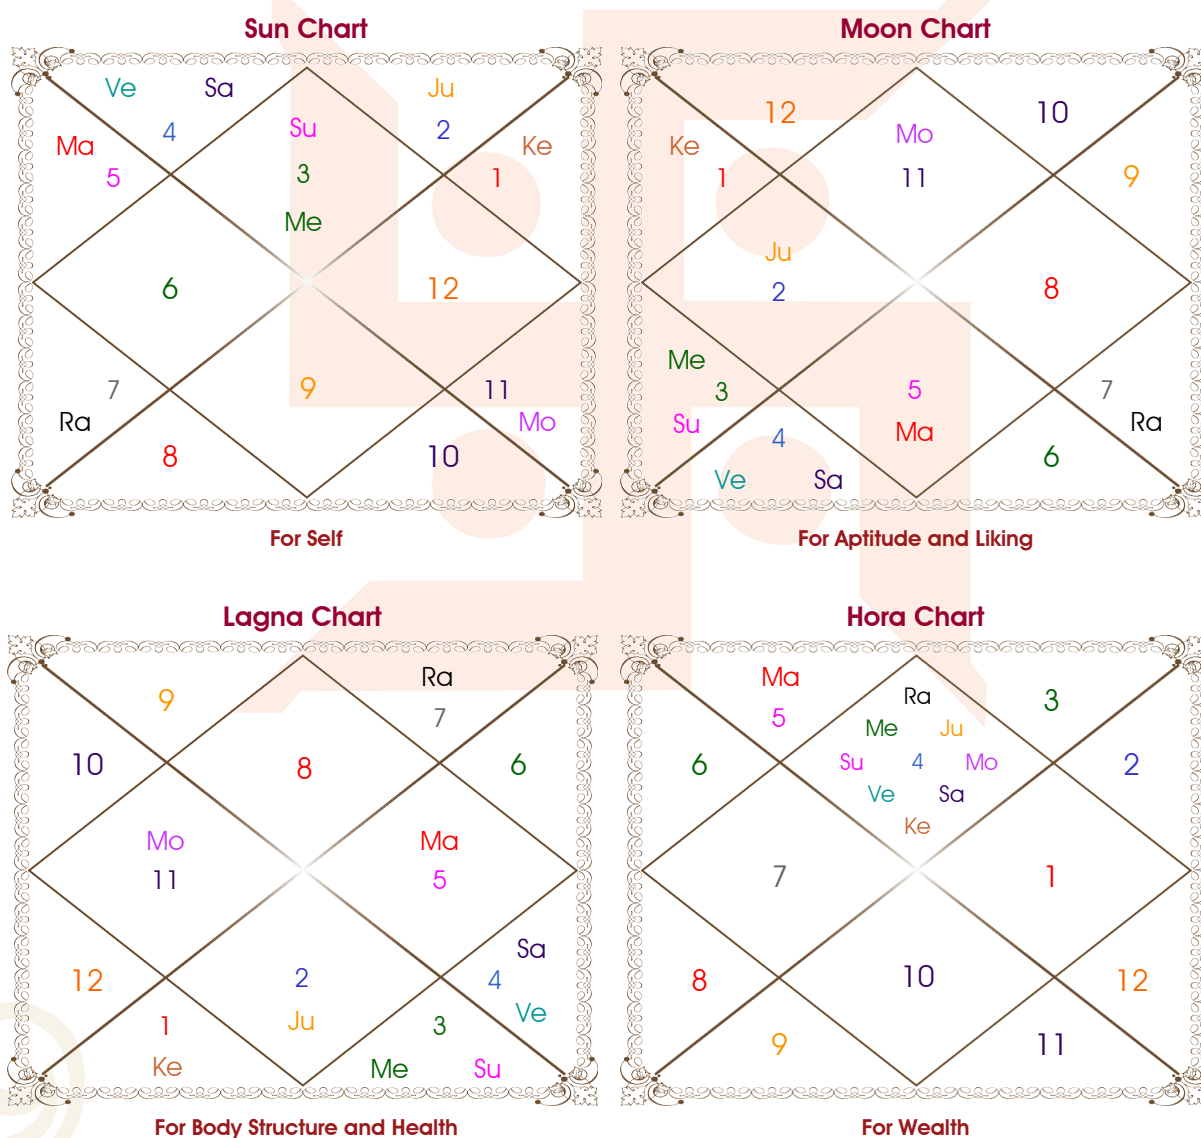 Sun Chart
Ve Sa
Ju
Su
4
2
Ma
Ke
5
3
1
Me
6
12
7
9
11
Ra
Mo
8
10
For Self
Moon Chart
12
10
Mo
Ke
1
11
9
Ju
2
8
Me
3
5
7
Su
Ma
Ra
4
6
Ve Sa
For Aptitude and Liking
Lagna Chart
Ra
9
7
10
8
6
Mo
Ma
11
5
Sa
12
2
4
Ju
Ve
1
3
Ke
Me Su
For Body Structure and Health
Hora Chart
Ma
Ra
3
5
Me Ju
6
Su 4 Mo
2
Ve Sa
Ke
7
1
8
10
12
9
11
For Wealth